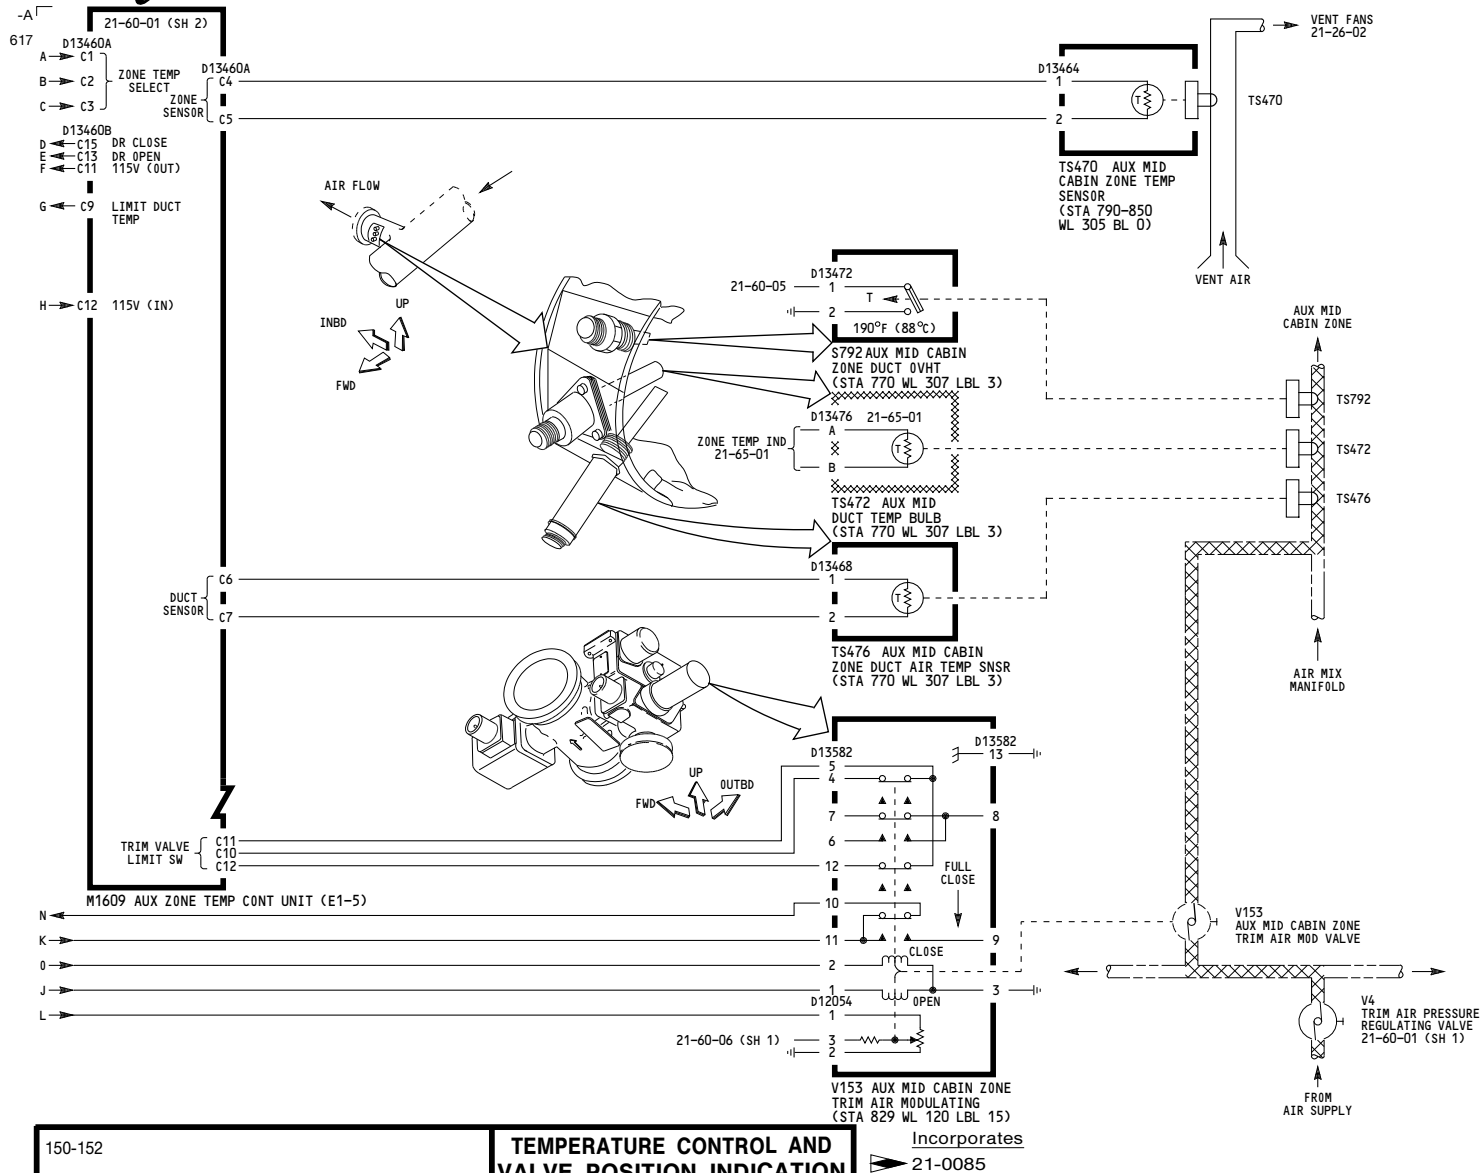 -A
617
21-60-01 (SH 2)
D13460A
A C1
B C2
C C3
ZONE TEMP
SELECT
D13460A
C4
ZONE
SENSOR
C5
D13460B
D C15 DR CLOSE
E C13 DR OPEN
F C11 115V (OUT)
G C9 LIMIT DUCT
TEMP
H C12 115V (IN)
AIR FLOW
UP
INBD
FWD
D13464
1
2
T
TS470
TS470 AUX MID
CABIN ZONE TEMP
SENSOR
(STA 790-850
WL 305 BL 0)
VENT FANS
21-26-02
VENT AIR
D13472
21-60-05 1
T
2
190°F (88°C)
S792 AUX MID CABIN
ZONE DUCT OVHT
(STA 770 WL 307 LBL 3)
D13476 21-65-01
A
ZONE TEMP IND
21-65-01
T
B
TS472 AUX MID
DUCT TEMP BULB
(STA 770 WL 307 LBL 3)
AUX MID
CABIN ZONE
TS792
TS472
TS476
AIR MIX
MANIFOLD
C6
DUCT
SENSOR
C7
D13468
1
T
2
TS476 AUX MID CABIN
ZONE DUCT AIR TEMP SNSR
(STA 770 WL 307 LBL 3)
UP
FWD
OUTBD
D13582
5
4
7
6
12
10
11
2
1
D13582
13
8
FULL
CLOSE
9
CLOSE
OPEN
3
D12054
1
21-60-06 (SH 1) 3
2
V153 AUX MID CABIN ZONE
TRIM AIR MODULATING
(STA 829 WL 120 LBL 15)
TRIM VALVE
LIMIT SW
C11
C10
C12
M1609 AUX ZONE TEMP CONT UNIT (E1-5)
N
K
O
J
L
V153
AUX MID CABIN ZONE
TRIM AIR MOD VALVE
V4
TRIM AIR PRESSURE
REGULATING VALVE
21-60-01 (SH 1)
FROM
AIR SUPPLY
150-152
TEMPERATURE CONTROL AND
VALVE POSITION INDICATION
Incorporates
21-0085